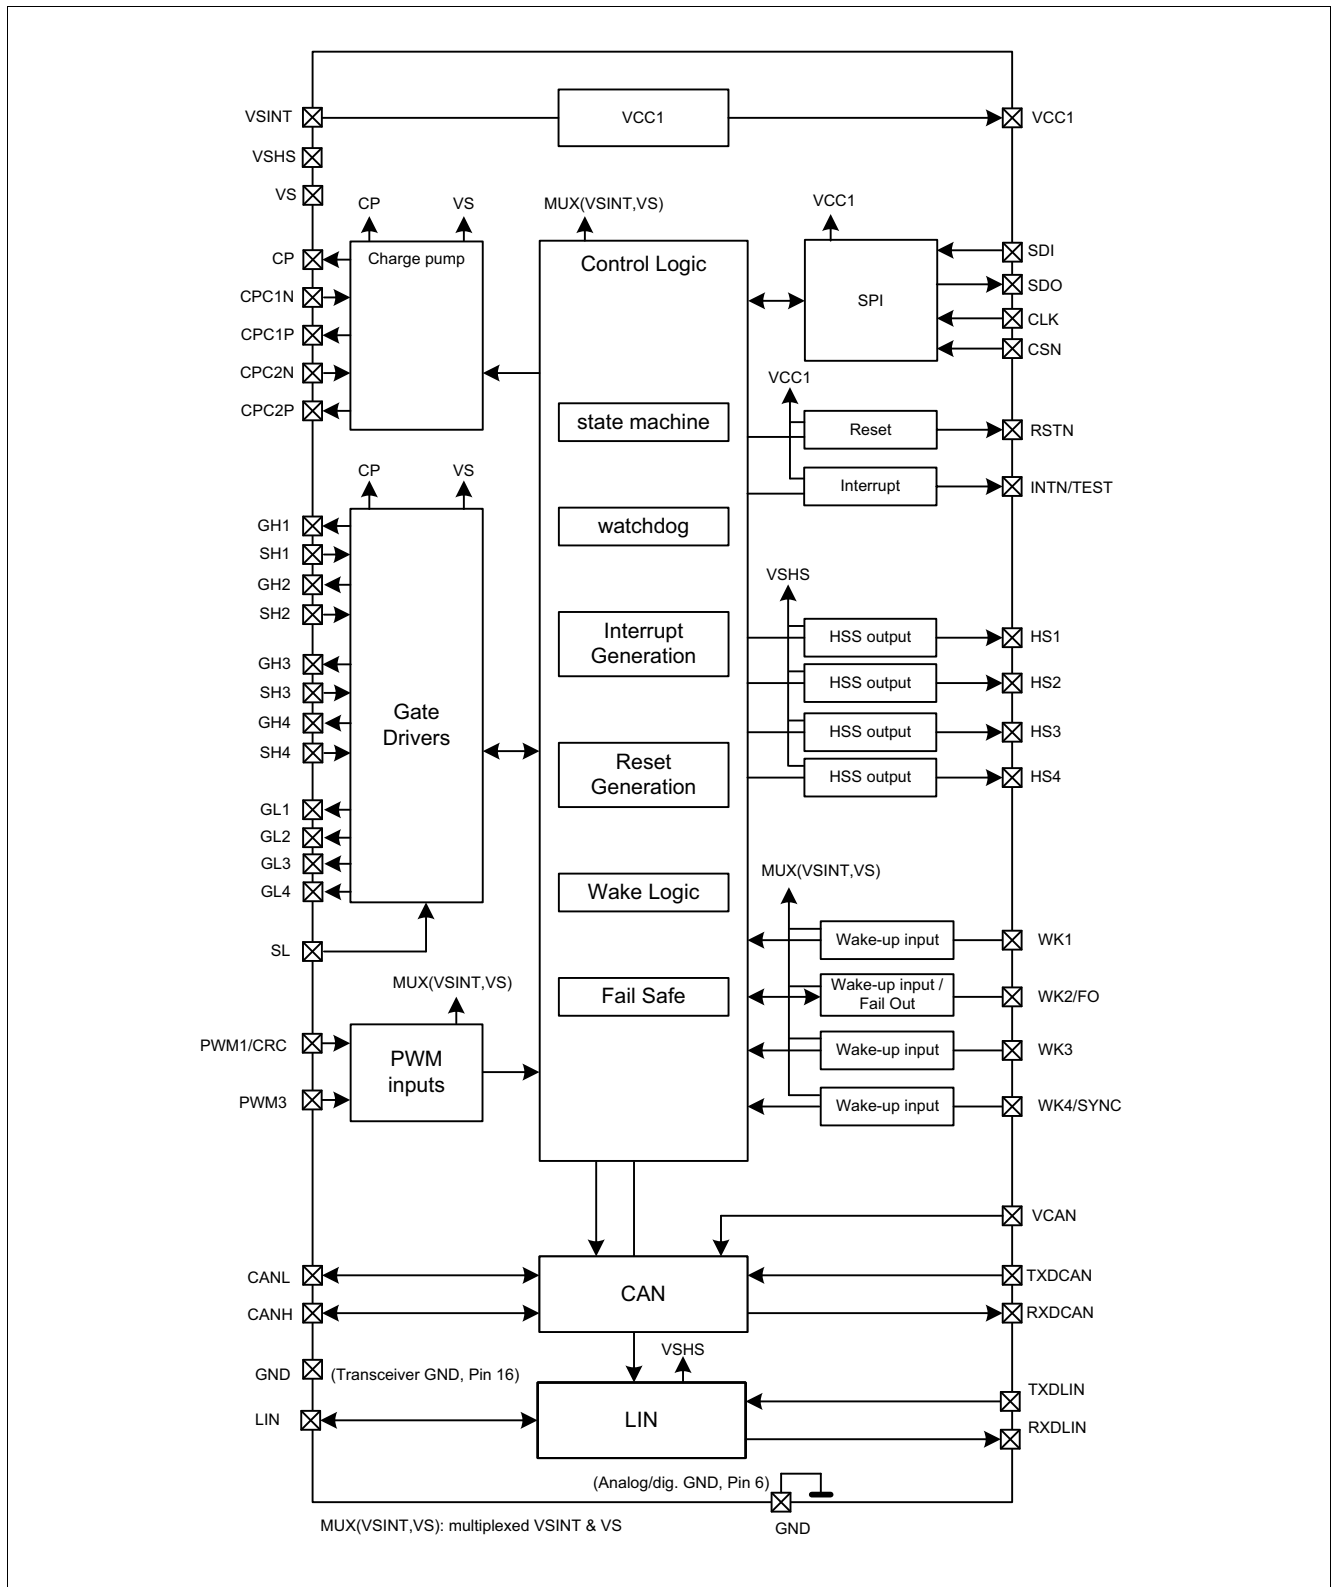 VSINT
VCC1
VCC1
VSHS
VS
CP
VS
MUX(VSINT,VS)
VCC1
CP
CPC1N
CPC1P
CPC2N
CPC2P
Charge pump
Control Logic
SPI
SDI
SDO
CLK
CSN
VCC1
state machine
Reset
RSTN
Interrupt
INTN/TEST
CP
VS
GH1
SH1
GH2
SH2
GH3
SH3
GH4
SH4
GL1
GL2
GL3
GL4
SL
Gate
Drivers
watchdog
Interrupt
Generation
Reset
Generation
Wake Logic
Fail Safe
VSHS
HSS output
HS1
HSS output
HS2
HSS output
HS3
HSS output
HS4
MUX(VSINT,VS)
Wake-up input
WK1
Wake-up input /
Fail Out
WK2/FO
Wake-up input
WK3
Wake-up input
WK4/SYNC
MUX(VSINT,VS)
PWM1/CRC
PWM3
PWM
inputs
VCAN
CANL
CANH
CAN
TXDCAN
RXDCAN
GND
(Transceiver GND, Pin 16)
VSHS
LIN
LIN
TXDLIN
RXDLIN
(Analog/dig. GND, Pin 6)
GND
MUX(VSINT,VS): multiplexed VSINT & VS